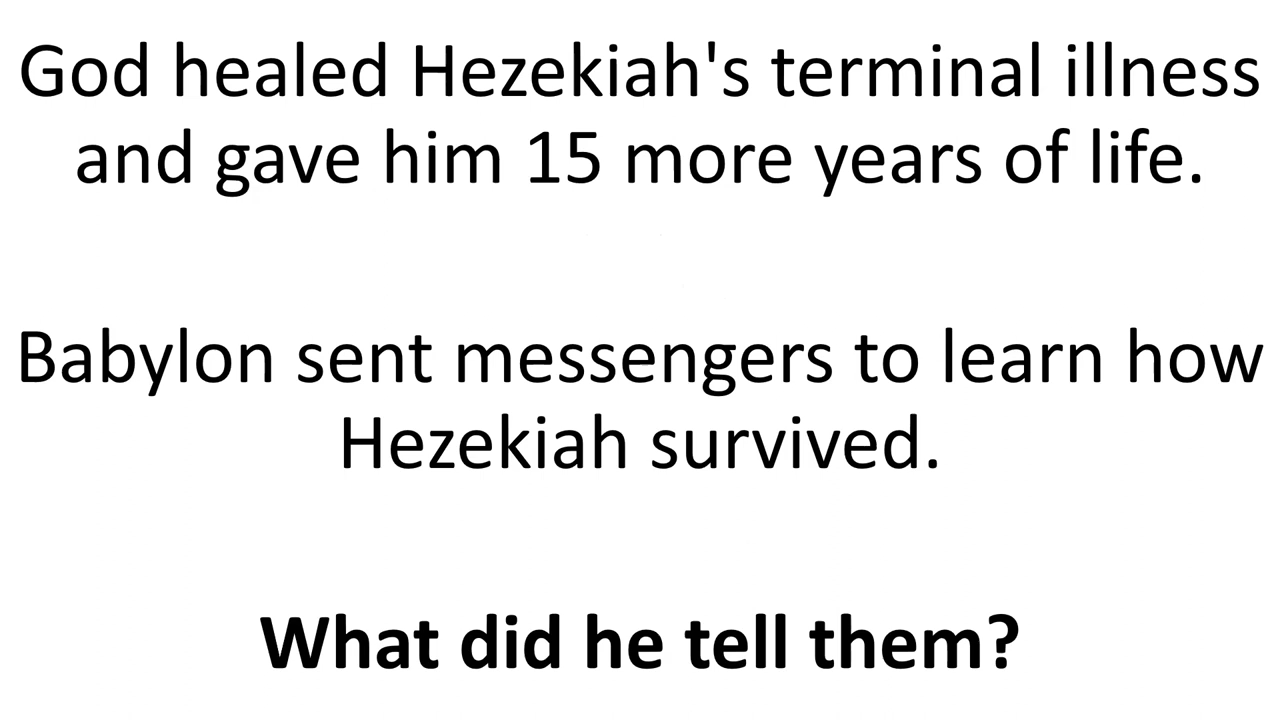 God healed Hezekiah's terminal illness
and gave him 15 more years of life.
Babylon sent messengers to learn how
Hezekiah survived.
What did he tell them?